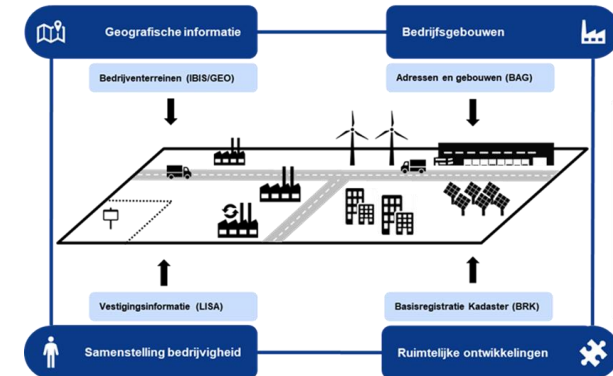 Geografische informatie
Bedrijfsgebouwen
Bedrijventerreinen (IBIS/GEO)
Adressen en gebouwen (BAG)
Vestigingsinformatie (LISA)
Basisregistratie Kadaster (BRK)
Samenstelling bedrijvigheid
Ruimtelijke ontwikkelingen